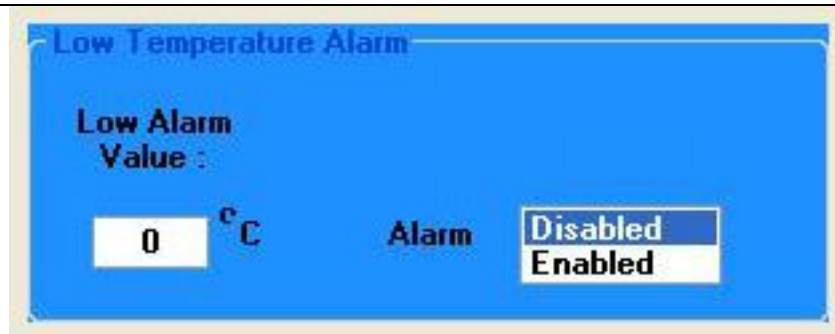 Low Temperature Alarm
Low Alarm
Value :
0 °C Alarm Disabled
Enabled